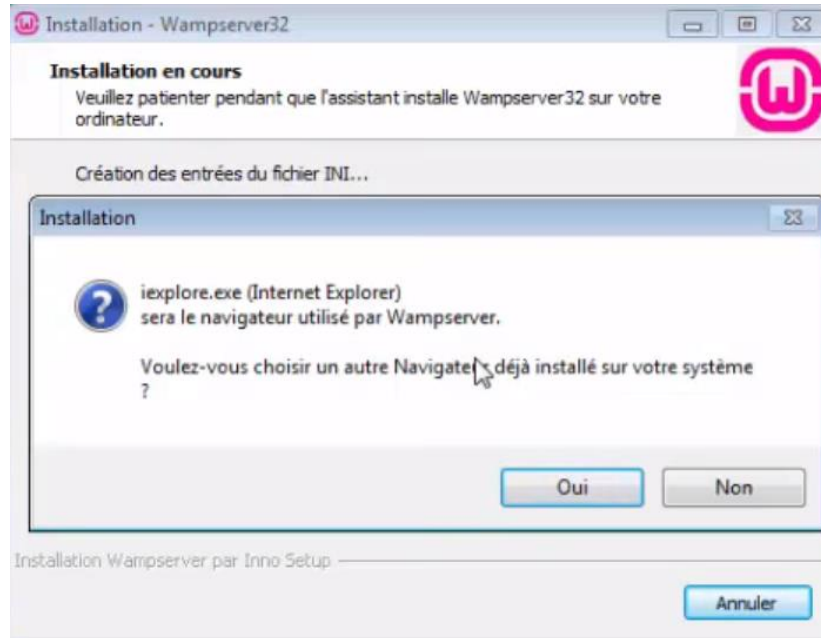 Installation - Wampserver32
Installation en cours
Veuillez patienter pendant que l'assistant installe Wampserver32 sur votre
ordinateur.
Création des entrées du fichier INI...
Installation
iexplore.exe (Internet Explorer)
sera le navigateur utilisé par Wampserver.
Voulez-vous choisir un autre Navigateur déjà installé sur votre système
?
Oui Non
Installation Wampserver par Inno Setup
Annuler